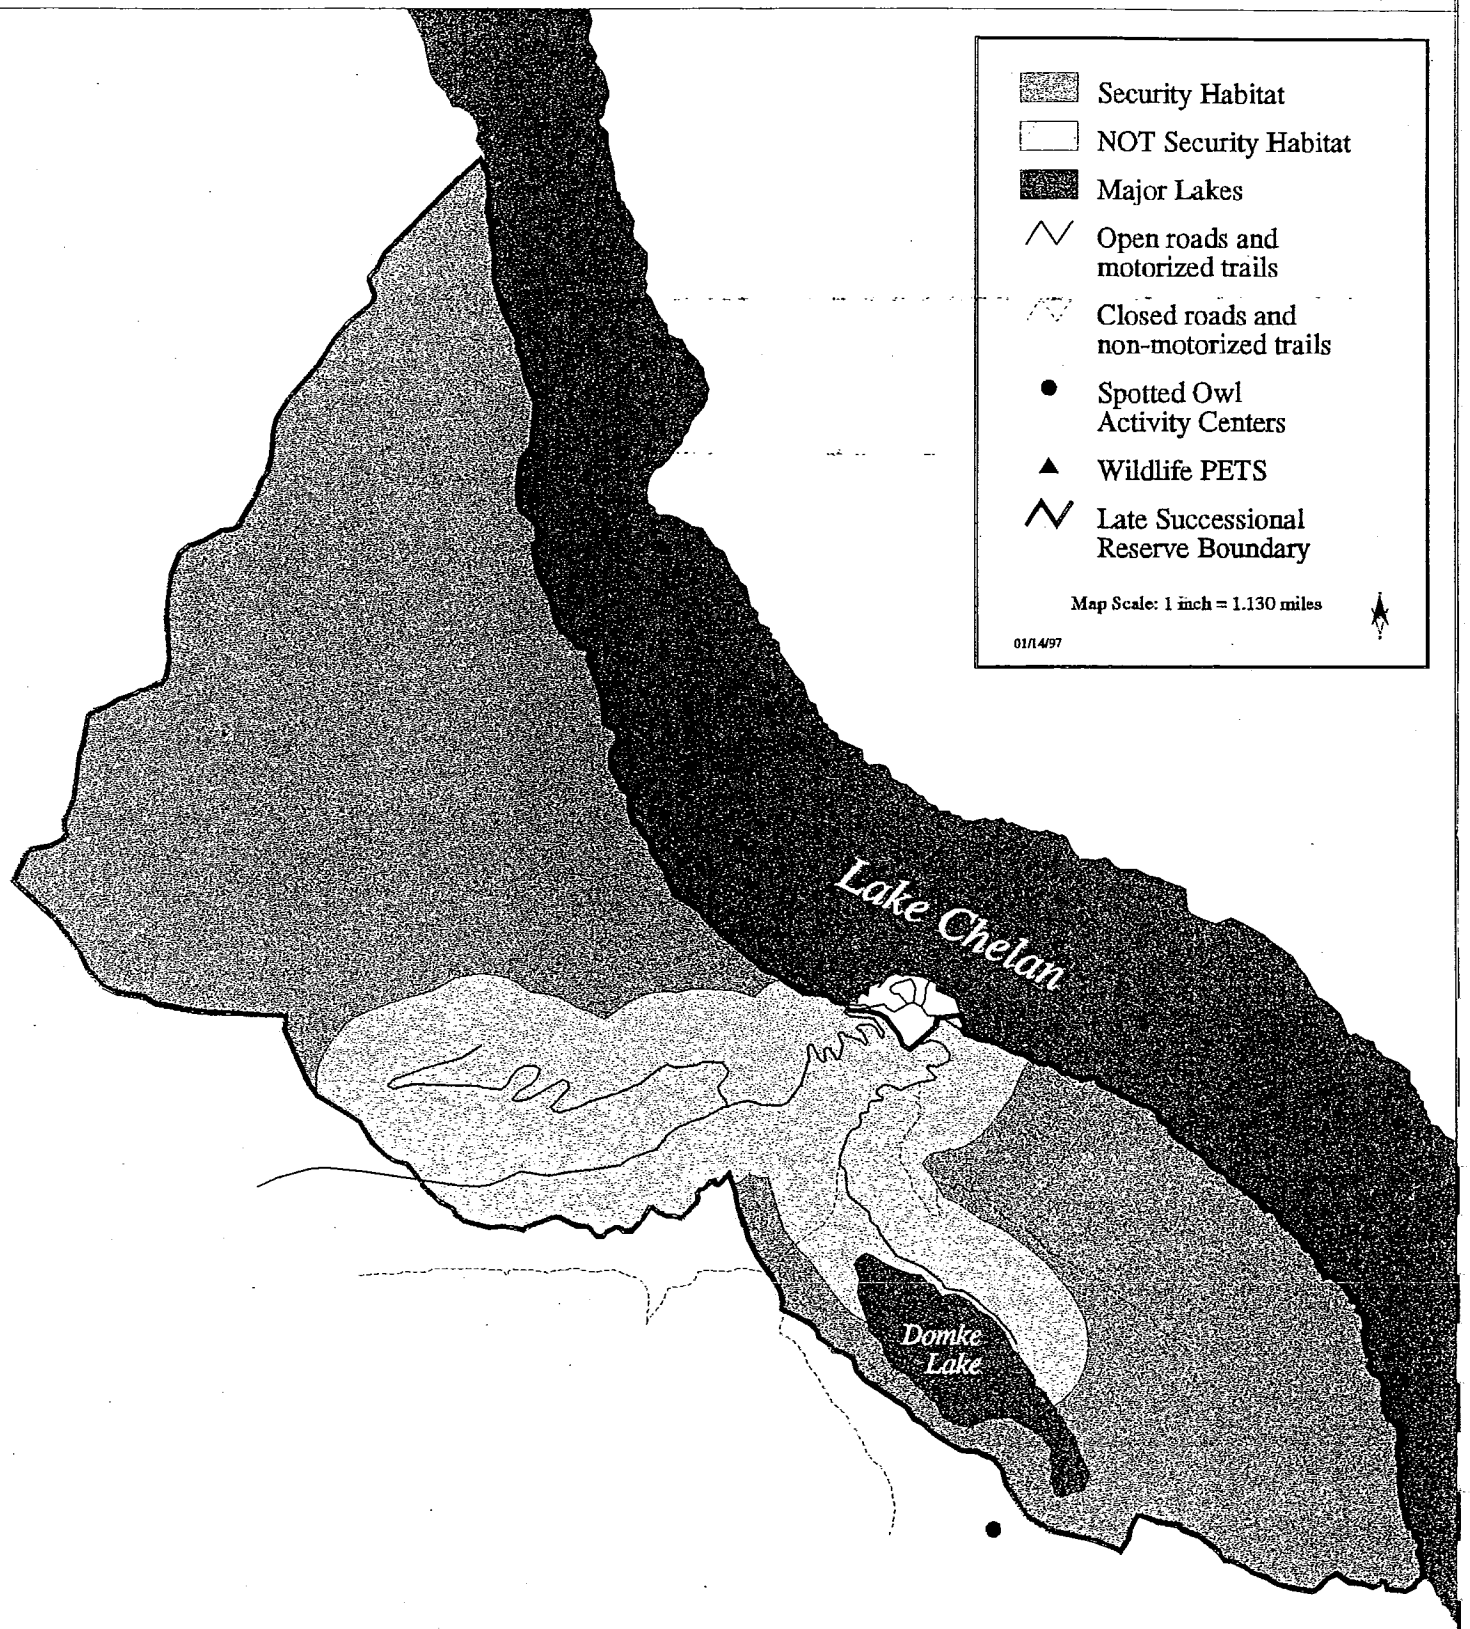 Security Habitat
NOT Security Habitat
Major Lakes
Open roads and
motorized trails
Closed roads and
non-motorized trails
Spotted Owl
Activity Centers
Wildlife PETS
Late Successional
Reserve Boundary
Map Scale: 1 inch = 1.130 miles
01/14/97
Lake Chelan
Domke
Lake